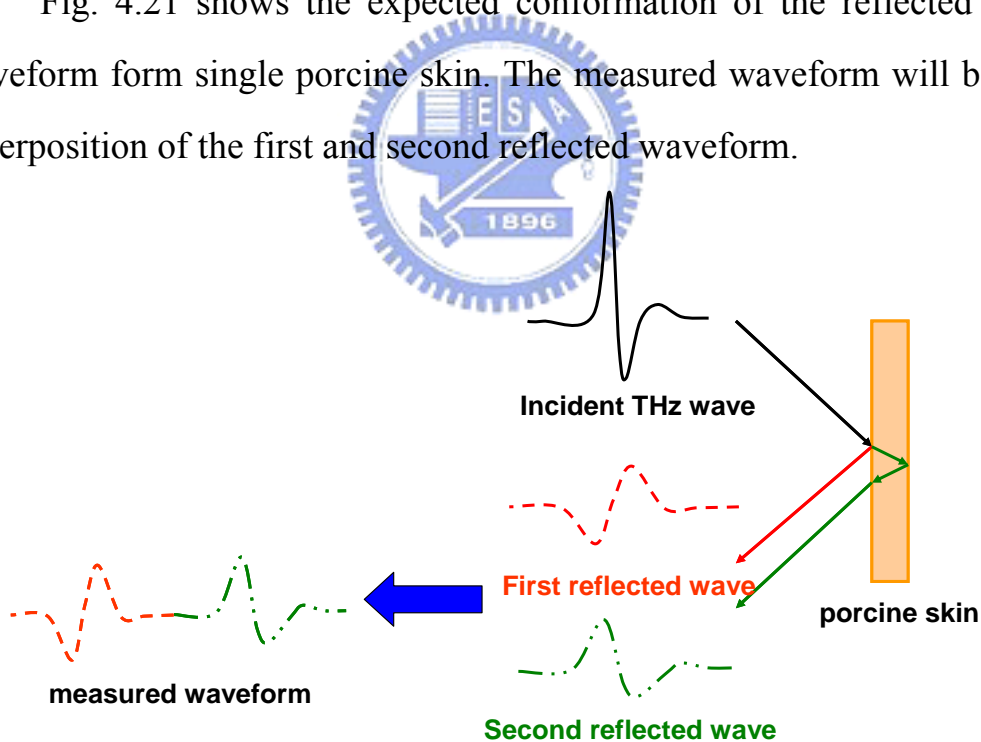 Fig. 4.21 shows the expected conformation of the reflected
veform form single porcine skin. The measured waveform will b
erposition of the first and second reflected waveform.
E S A
1896
Incident THz wave
First reflected wave
porcine skin
measured waveform
Second reflected wave